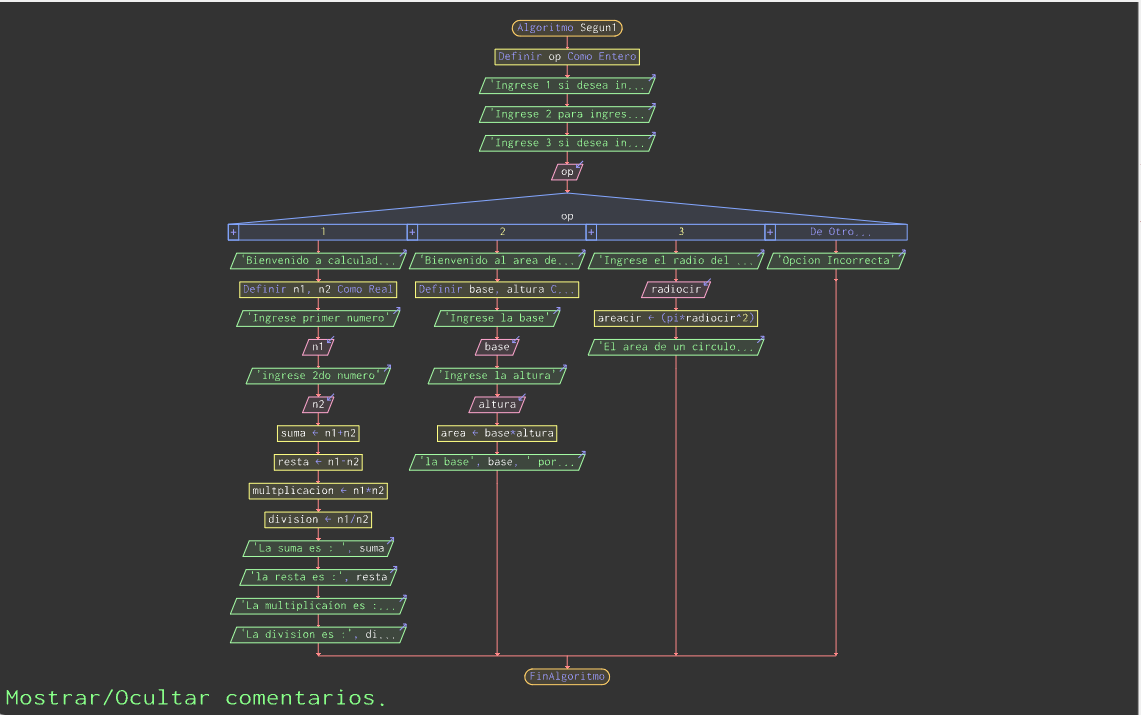 Algoritmo Segun1
Definir op Como Entero
'Ingrese 1 si desea in...
'Ingrese 2 para ingres...
'Ingrese 3 si desea in...
op
op
+ 1 + 2 + 3 + De Otro...
'Bienvenido a calculad... 'Bienvenido al area de... 'Ingrese el radio del ... 'Opcion Incorrecta'
Definir n1, n2 Como Real Definir base, altura C... radiocir
'Ingrese primer numero' 'Ingrese la base' areacir ← (pi*radiocir^2)
n1 base 'El area de un circulo...
'ingrese 2do numero' 'Ingrese la altura'
n2 altura
suma ← n1+n2 area ← base*altura
resta ← n1-n2 'la base', base, ' por...
multplicacion ← n1*n2
division ← n1/n2
'La suma es : ', suma
'la resta es :', resta
'La multiplicaion es :...
'La division es :', di...
FinAlgoritmo
Mostrar/Ocultar comentarios.